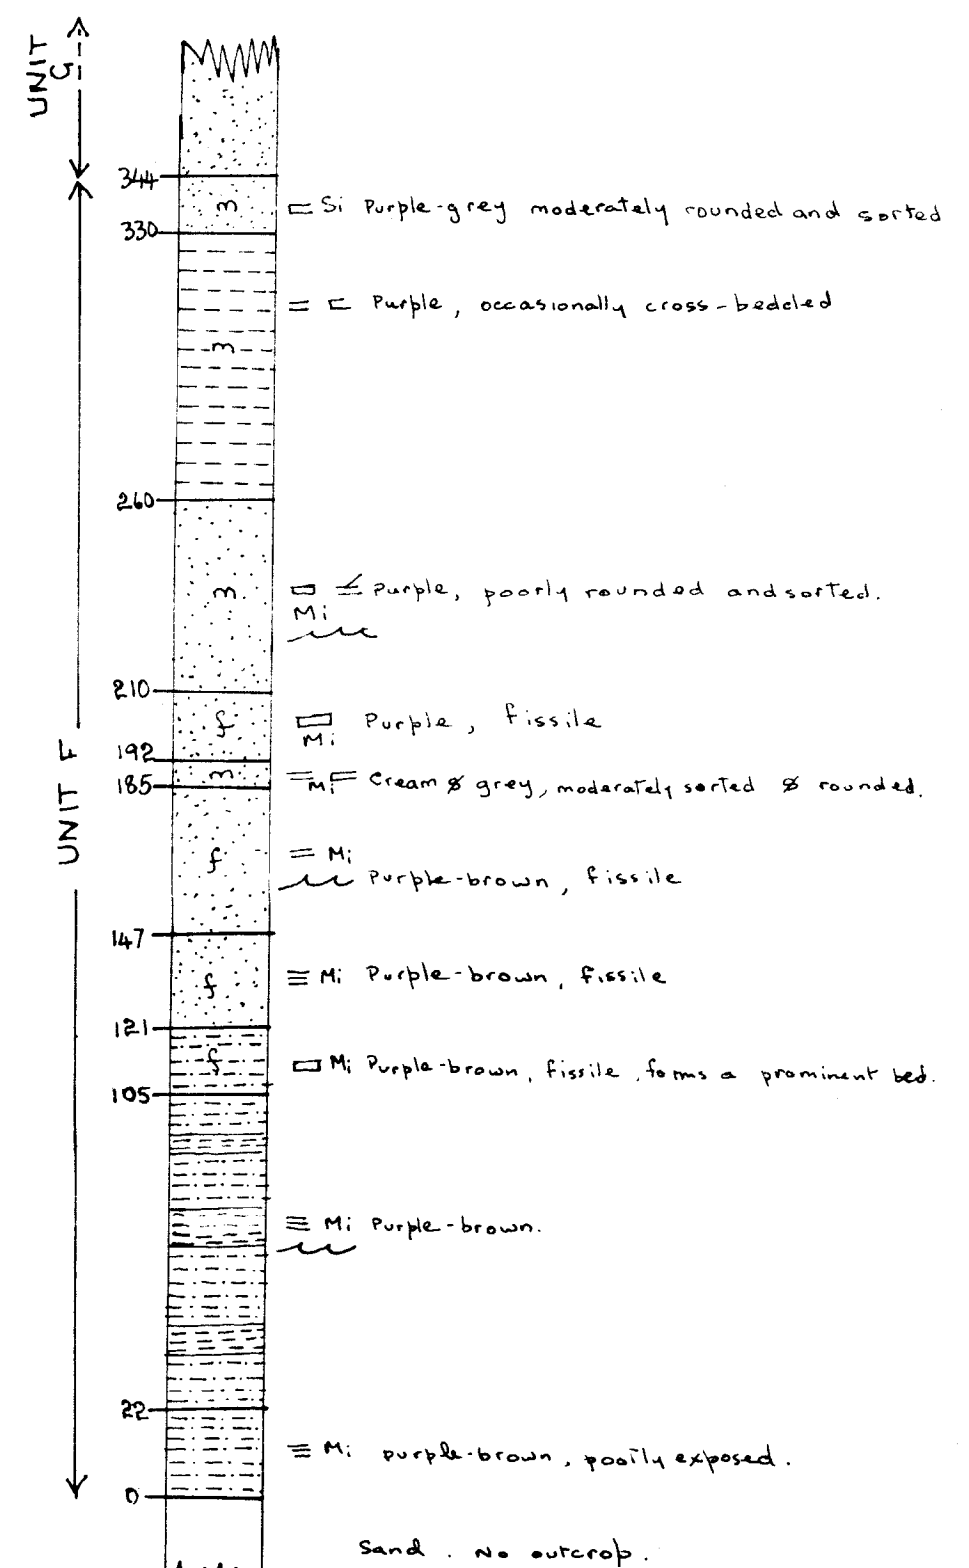 UNIT G
344
m Si Purple-grey moderately rounded and sorted
330
Purple, occasionally cross-bedded
m
260
m Purple, poorly rounded and sorted.
Mi
210
f Purple, fissile
Mi
192
m Mi Cream & grey, moderately sorted & rounded.
185
UNIT F
f Mi
Purple-brown, fissile
147
f Mi Purple-brown, fissile
121
f Mi Purple-brown, fissile, forms a prominent bed.
105
Mi Purple-brown.
22
Mi purple-brown, poorly exposed.
0
Sand. No outcrop.